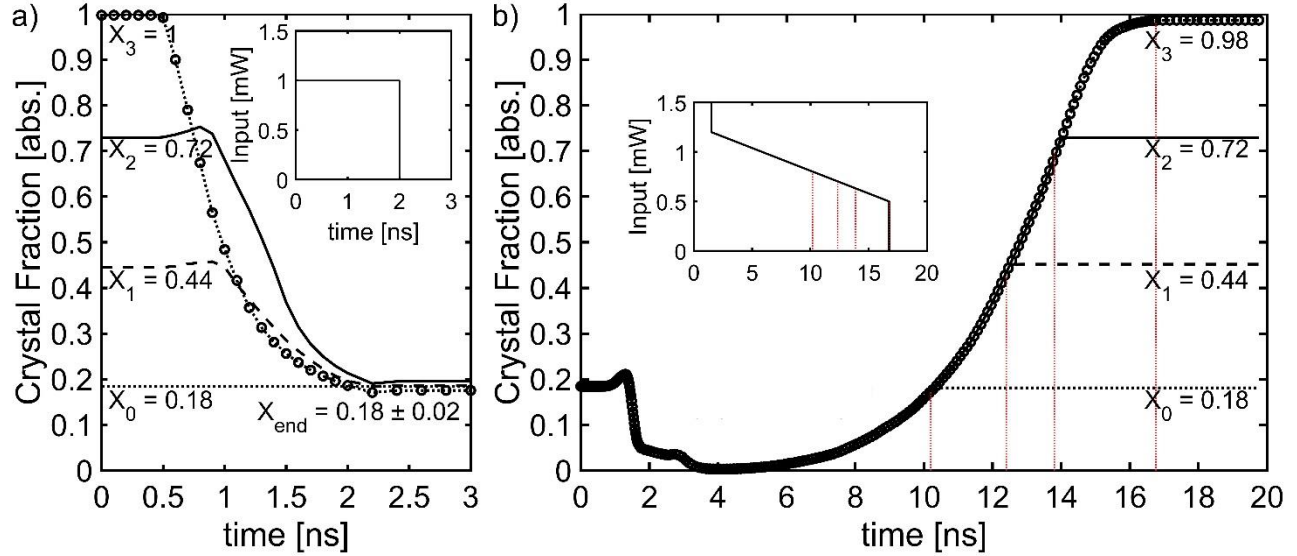 a)
Crystal Fraction [abs.]
1
0.9
0.8
0.7
0.6
0.5
0.4
0.3
0.2
0.1
0
X3 = 1
X2 = 0.72
X1 = 0.44
X0 = 0.18
Xend = 0.18 ± 0.02
0 0.5 1 1.5 2 2.5 3
time [ns]
Input [mW]
1.5
1
0.5
0
0 1 2 3
time [ns]
b)
Crystal Fraction [abs.]
1
0.9
0.8
0.7
0.6
0.5
0.4
0.3
0.2
0.1
0
X3 = 0.98
X2 = 0.72
X1 = 0.44
X0 = 0.18
0 2 4 6 8 10 12 14 16 18 20
time [ns]
Input [mW]
1.5
1
0.5
0
0 5 10 15 20